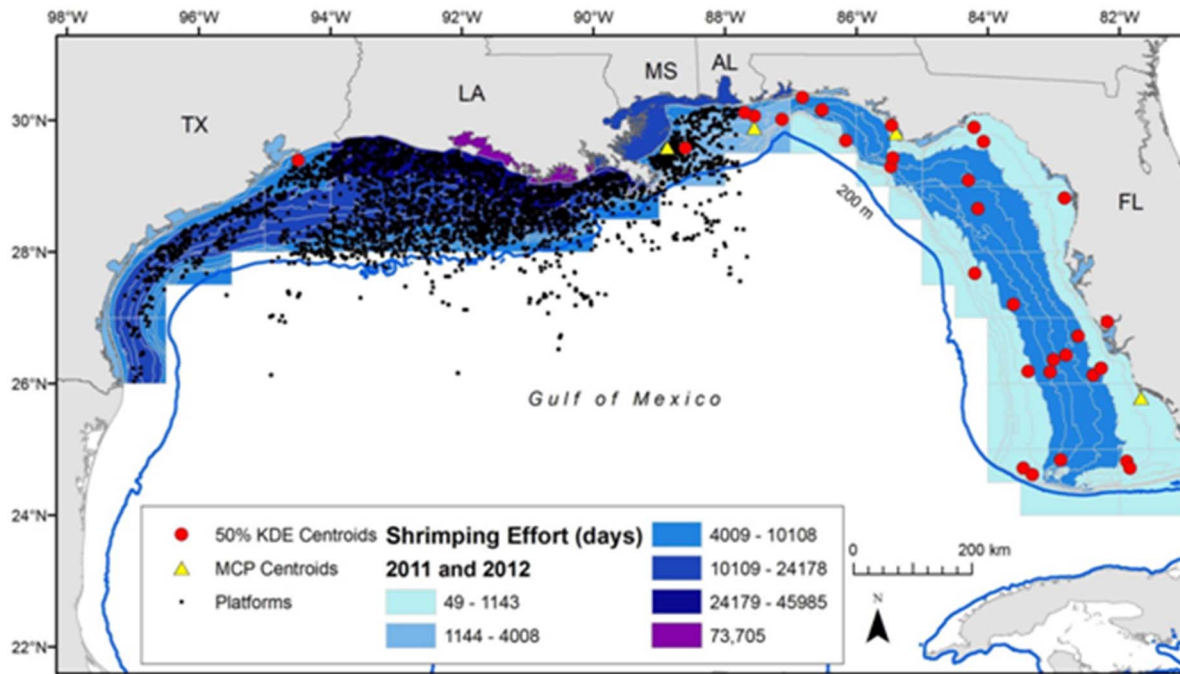 98°W 96°W 94°W 92°W 90°W 88°W 86°W 84°W 82°W
MS AL
LA
TX
30°N
FL
200 m
28°N
26°N
Gulf of Mexico
24°N
50% KDE Centroids
MCP Centroids
Platforms
Shrimping Effort (days)
2011 and 2012
49 - 1143
1144 - 4008
4009 - 10108
10109 - 24178
24179 - 45985
73,705
0 200 km
N
22°N